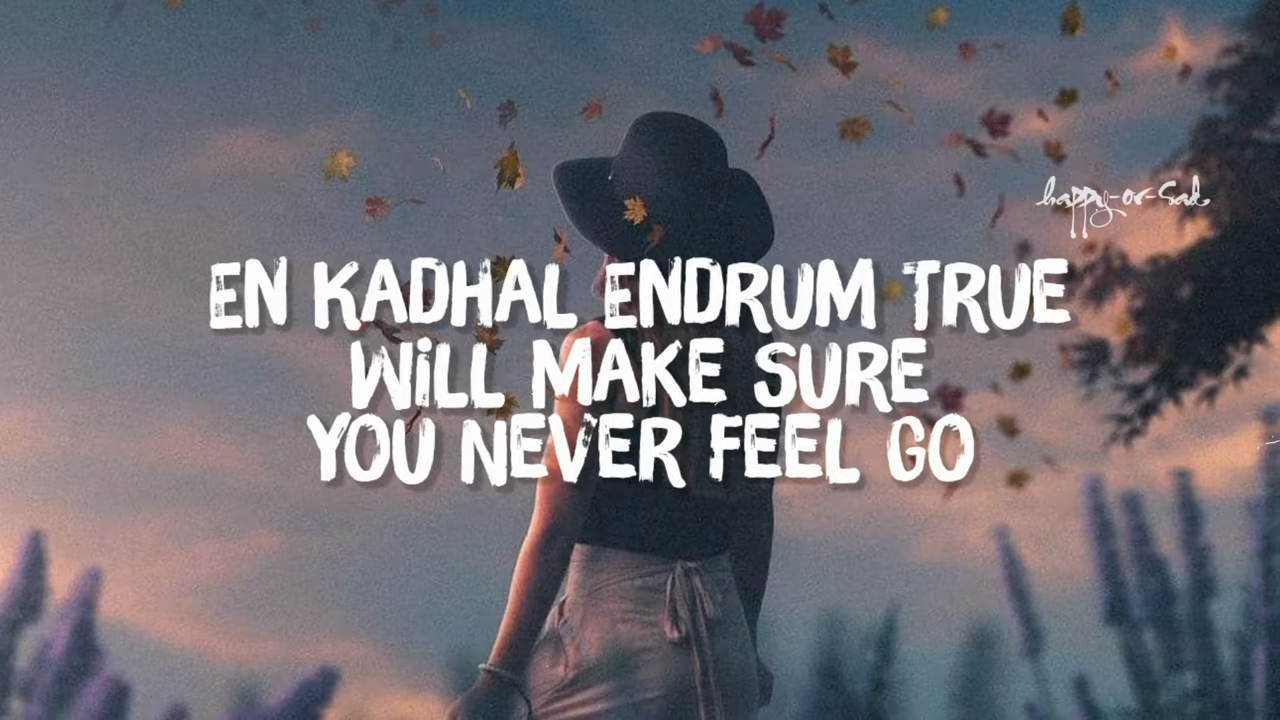 happy-or-Sad
EN KADHAL ENDRUM TRUE
WiLL MAKE SURE
YOU NEVER FEEL GO